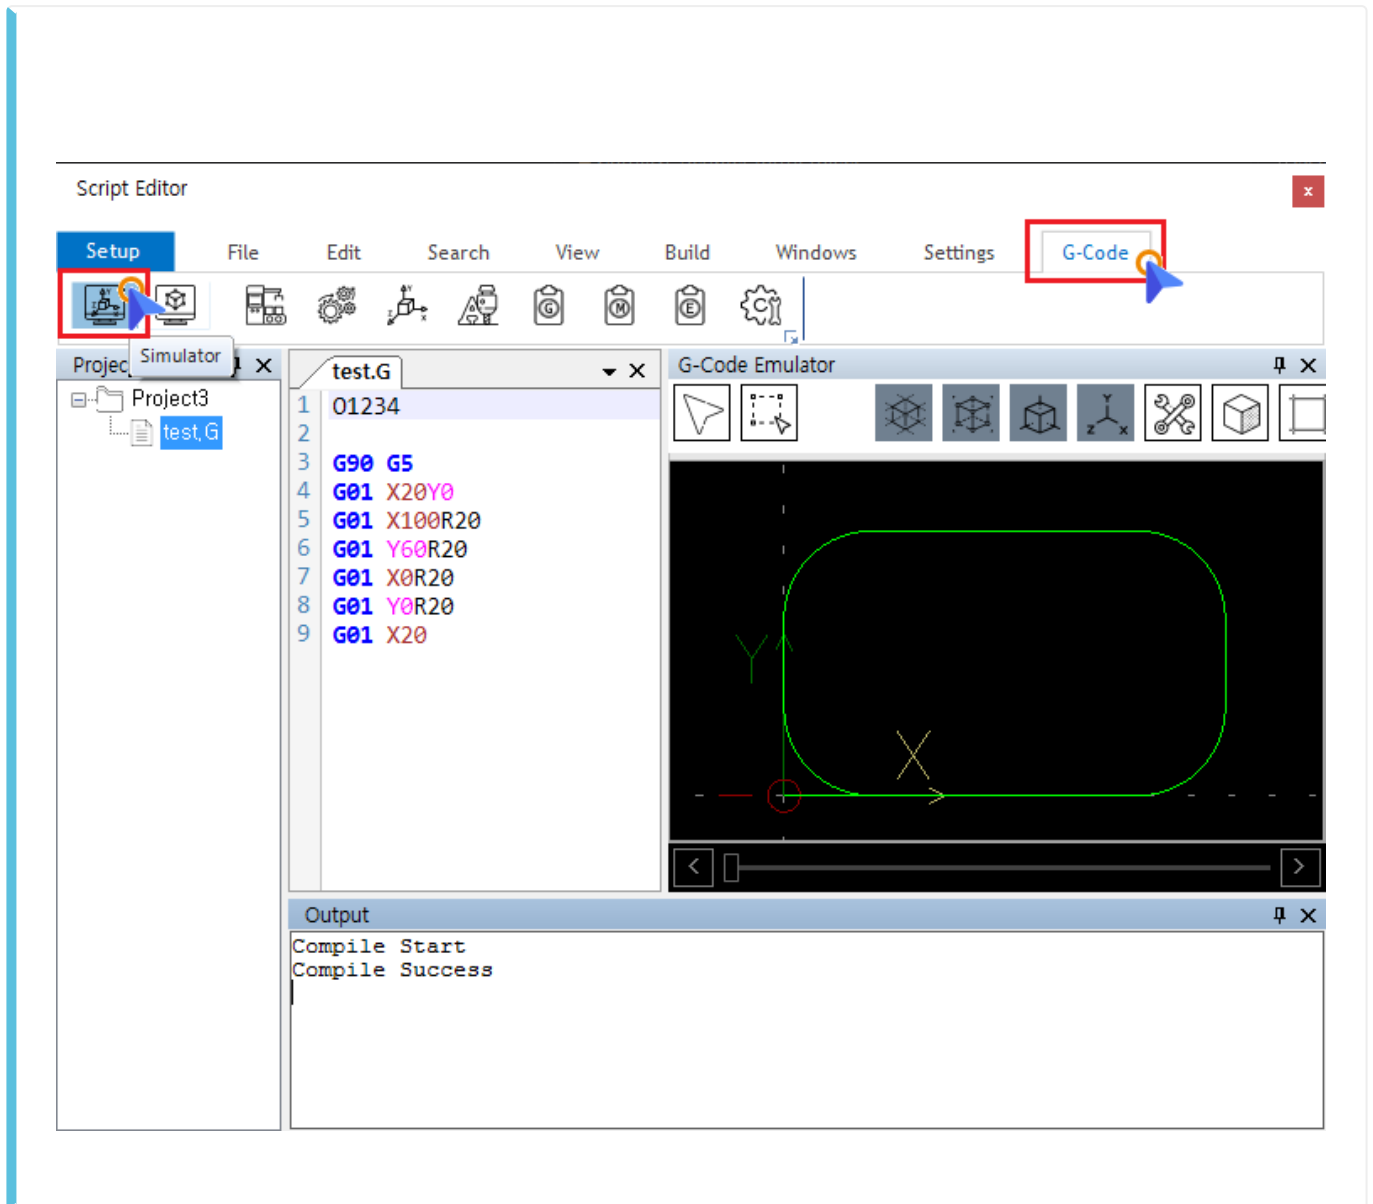 Script Editor
Setup File Edit Search View Build Windows Settings G-Code
Simulator
Projec
Project3
test.G
test.G
1 O1234
2
3 G90 G5
4 G01 X20Y0
5 G01 X100R20
6 G01 Y60R20
7 G01 X0R20
8 G01 Y0R20
9 G01 X20
G-Code Emulator
Y
X
Output
Compile Start
Compile Success